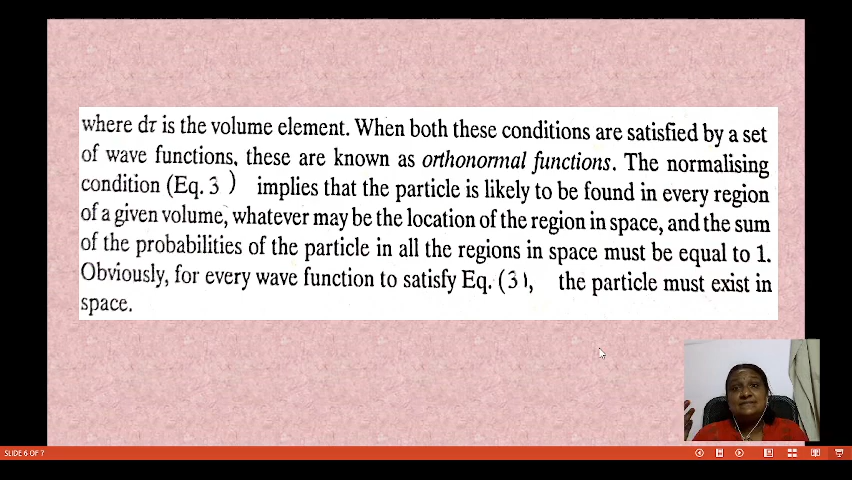 where dτ is the volume element. When both these conditions are satisfied by a set
of wave functions, these are known as orthonormal functions. The normalising
condition (Eq. 3 ) implies that the particle is likely to be found in every region
of a given volume, whatever may be the location of the region in space, and the sum
of the probabilities of the particle in all the regions in space must be equal to 1.
Obviously, for every wave function to satisfy Eq. (3), the particle must exist in
space.
SLIDE 6 OF 7